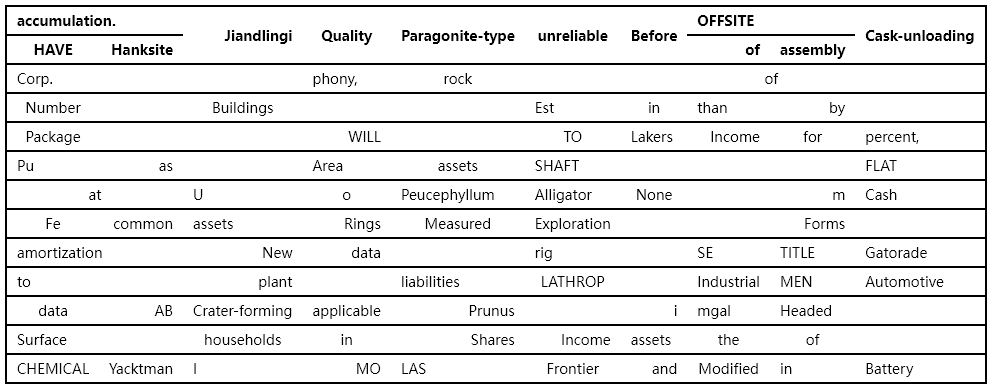 accumulation. OFFSITE
Jiandlingi Quality Paragonite-type unreliable Before Cask-unloading
HAVE Hanksite of assembly
Corp. phony, rock of
Number Buildings Est in than by
Package WILL TO Lakers Income for percent,
Pu as Area assets SHAFT FLAT
at U o Peucephyllum Alligator None m Cash
Fe common assets Rings Measured Exploration Forms
amortization New data rig SE TITLE Gatorade
to plant liabilities LATHROP Industrial MEN Automotive
data AB Crater-forming applicable Prunus i mgal Headed
Surface households in Shares Income assets the of
CHEMICAL Yacktman I MO LAS Frontier and Modified in Battery